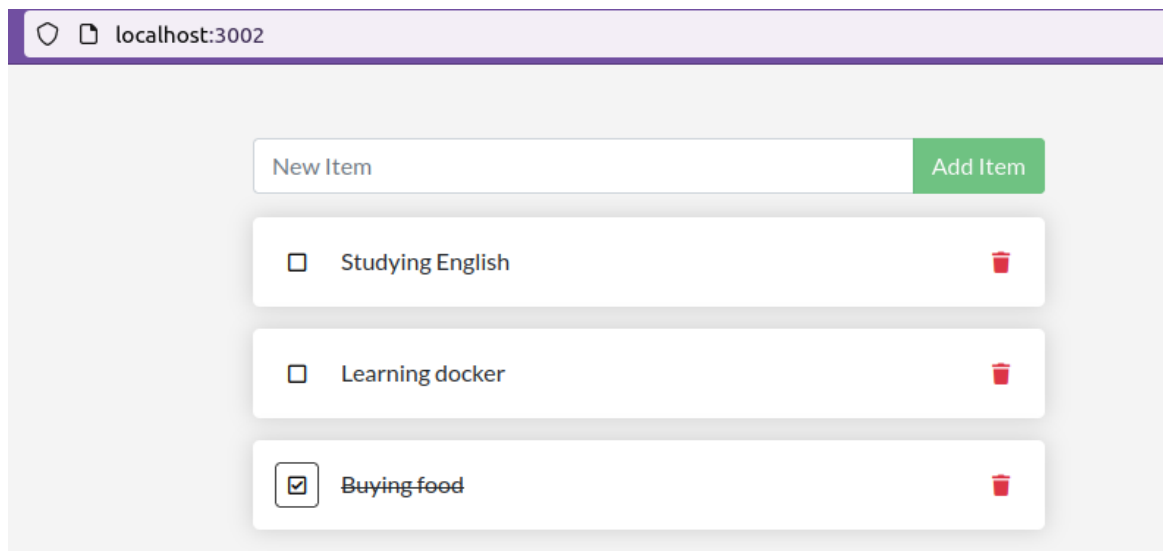 localhost:3002
New Item Add Item
Studying English
Learning docker
Buying food